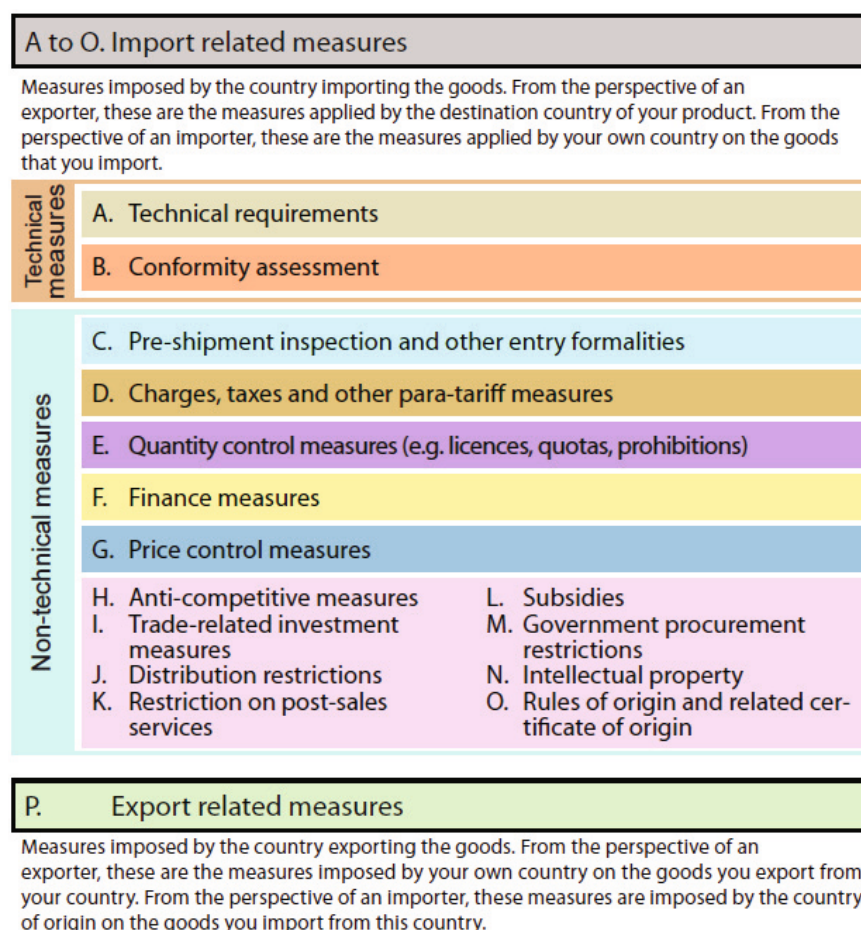 A to O. Import related measures
Measures imposed by the country importing the goods. From the perspective of an
exporter, these are the measures applied by the destination country of your product. From the
perspective of an importer, these are the measures applied by your own country on the goods
that you import.
Technical
measures
A. Technical requirements
B. Conformity assessment
Non-technical measures
C. Pre-shipment inspection and other entry formalities
D. Charges, taxes and other para-tariff measures
E. Quantity control measures (e.g. licences, quotas, prohibitions)
F. Finance measures
G. Price control measures
H. Anti-competitive measures
I. Trade-related investment
measures
J. Distribution restrictions
K. Restriction on post-sales
services
L. Subsidies
M. Government procurement
restrictions
N. Intellectual property
O. Rules of origin and related cer-
tificate of origin
P. Export related measures
Measures imposed by the country exporting the goods. From the perspective of an
exporter, these are the measures imposed by your own country on the goods you export from
your country. From the perspective of an importer, these measures are imposed by the country
of origin on the goods you import from this country.